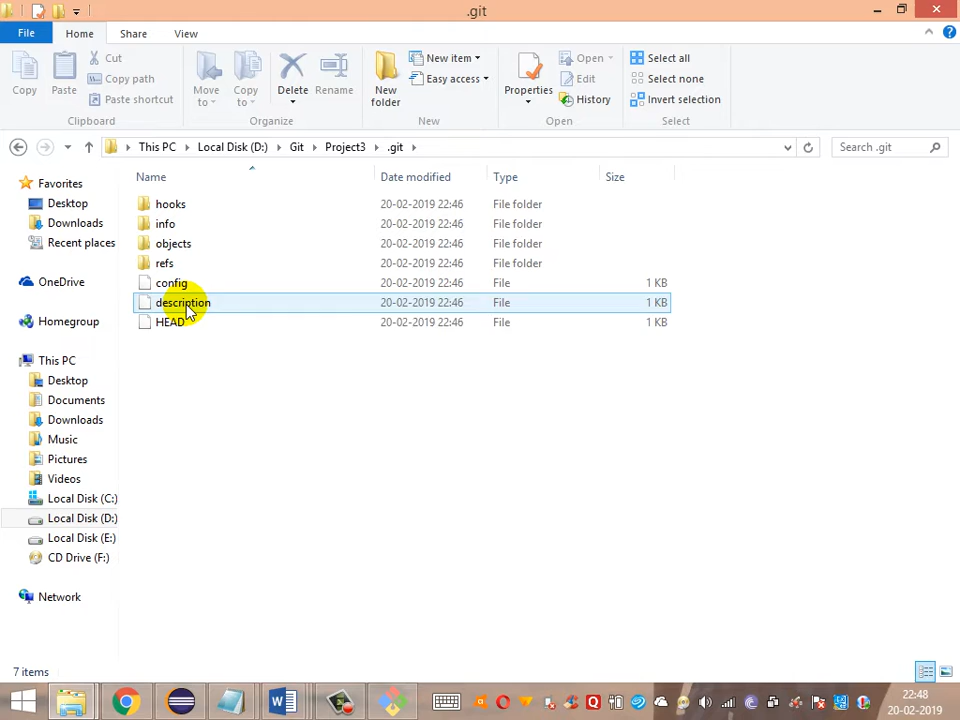 .git
File
Home
Share
View
Copy
Paste
Cut
Copy path
Paste shortcut
Clipboard
Move to
Copy to
Delete
Rename
Organize
New folder
New item
Easy access
New
Properties
Open
Edit
History
Open
Select all
Select none
Invert selection
Select
This PC
Local Disk (D:)
Git
Project3
.git
Search .git
Name
Date modified
Type
Size
hooks 20-02-2019 22:46 File folder
info 20-02-2019 22:46 File folder
objects 20-02-2019 22:46 File folder
refs 20-02-2019 22:46 File folder
config 20-02-2019 22:46 File 1 KB
description 20-02-2019 22:46 File 1 KB
HEAD 20-02-2019 22:46 File 1 KB
Favorites
Desktop
Downloads
Recent places
OneDrive
Homegroup
This PC
Desktop
Documents
Downloads
Music
Pictures
Videos
Local Disk (C:)
Local Disk (D:)
Local Disk (E:)
CD Drive (F:)
Network
7 items
22:48
20-02-2019